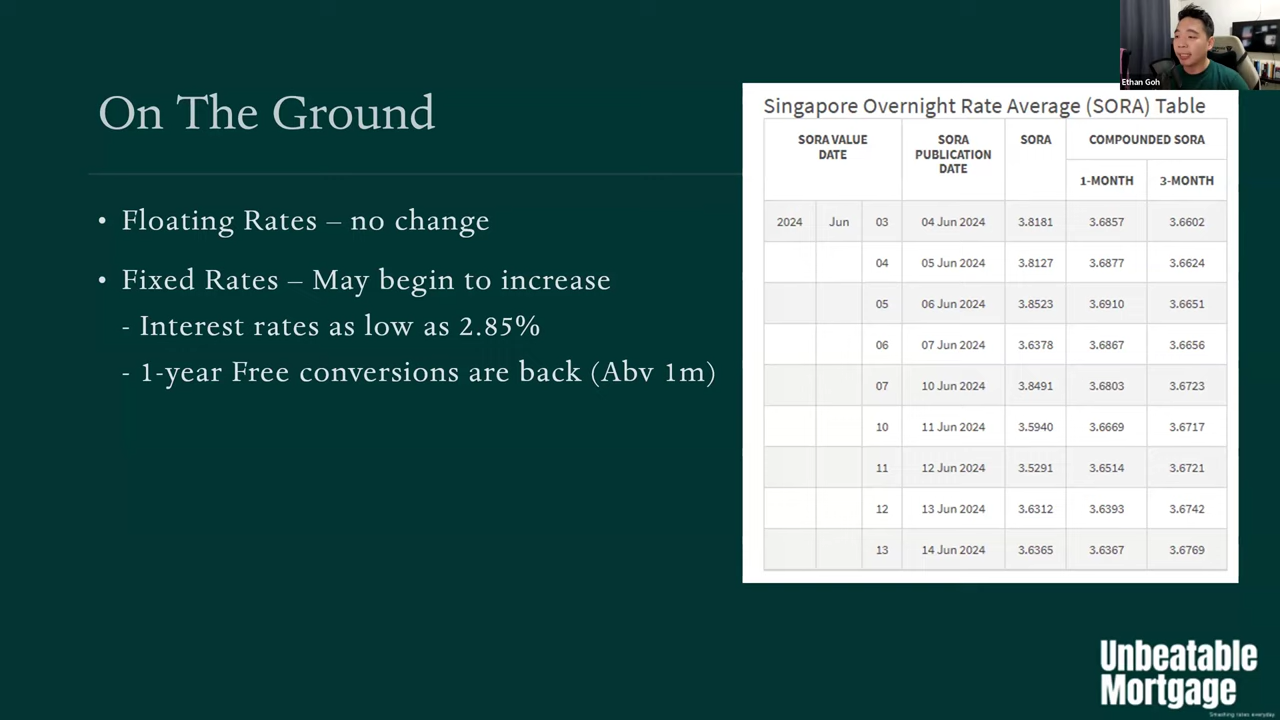 Ethan Goh
On The Ground
• Floating Rates – no change
• Fixed Rates – May begin to increase
- Interest rates as low as 2.85%
- 1-year Free conversions are back (Abv 1m)
Singapore Overnight Rate Average (SORA) Table
SORA VALUE DATE SORA PUBLICATION DATE SORA COMPOUNDED SORA
1-MONTH 3-MONTH
2024 Jun 03 04 Jun 2024 3.8181 3.6857 3.6602
04 05 Jun 2024 3.8127 3.6877 3.6624
05 06 Jun 2024 3.8523 3.6910 3.6651
06 07 Jun 2024 3.6378 3.6867 3.6656
07 10 Jun 2024 3.8491 3.6803 3.6723
10 11 Jun 2024 3.5940 3.6669 3.6717
11 12 Jun 2024 3.5291 3.6514 3.6721
12 13 Jun 2024 3.6312 3.6393 3.6742
13 14 Jun 2024 3.6365 3.6367 3.6769
Unbeatable
Mortgage
Smashing rates everyday